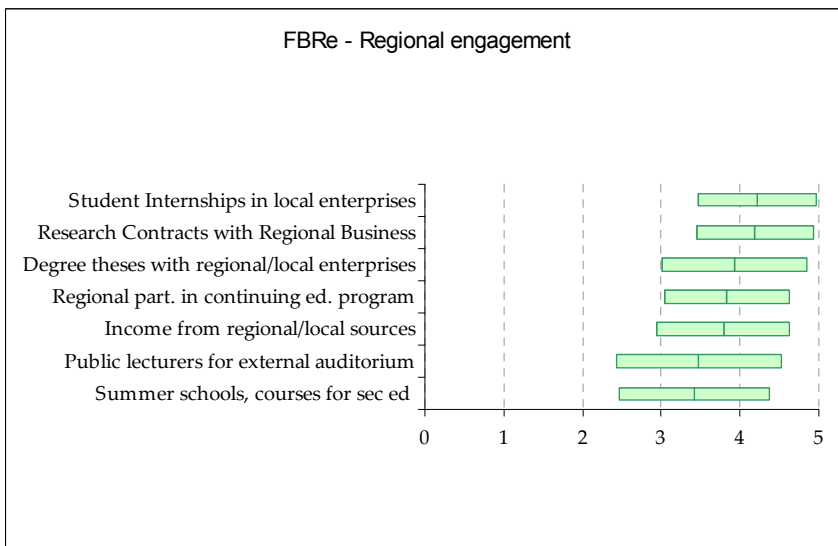 FBRe - Regional engagement
Student Internships in local enterprises
Research Contracts with Regional Business
Degree theses with regional/local enterprises
Regional part. in continuing ed. program
Income from regional/local sources
Public lecturers for external auditorium
Summer schools, courses for sec ed
0 1 2 3 4 5